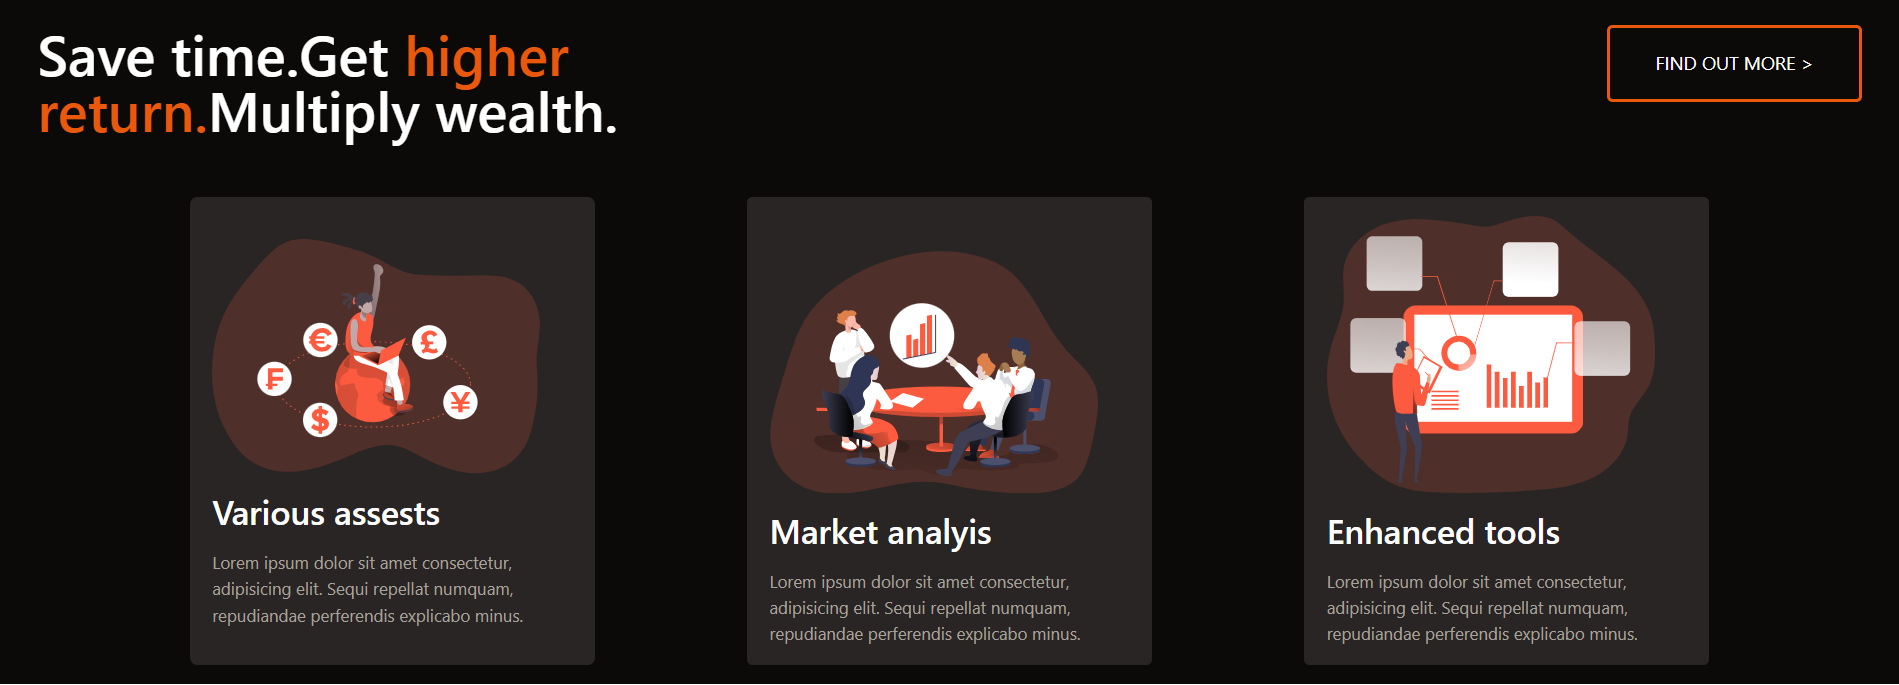 Save time.Get higher
return.Multiply wealth.
FIND OUT MORE >
€
£
₣
$
¥
Various assests
Lorem ipsum dolor sit amet consectetur,
adipisicing elit. Sequi repellat numquam,
repudiandae perferendis explicabo minus.
Market analyis
Lorem ipsum dolor sit amet consectetur,
adipisicing elit. Sequi repellat numquam,
repudiandae perferendis explicabo minus.
Enhanced tools
Lorem ipsum dolor sit amet consectetur,
adipisicing elit. Sequi repellat numquam,
repudiandae perferendis explicabo minus.